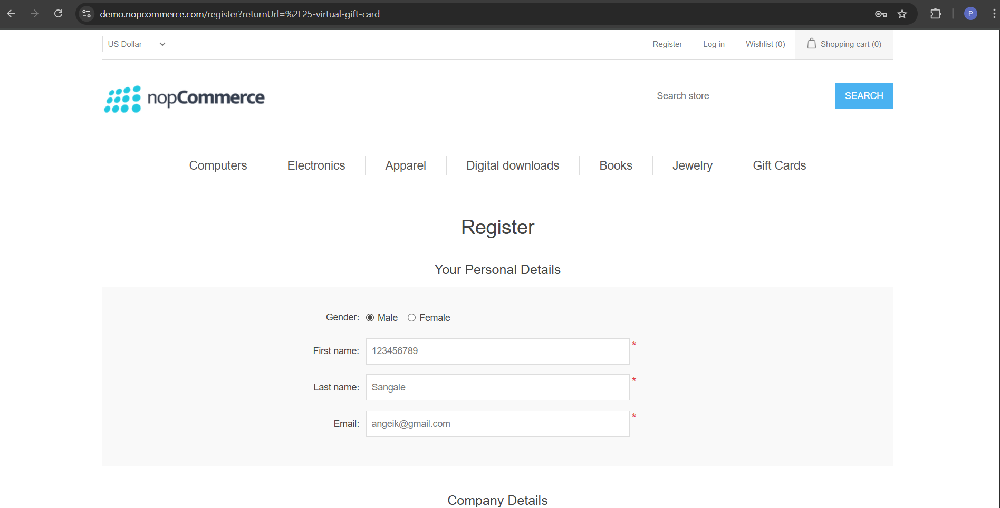 demo.nopcommerce.com/register?returnUrl=%2F25-virtual-gift-card
P
US Dollar
Register Log in Wishlist (0) Shopping cart (0)
nopCommerce
Search store SEARCH
Computers Electronics Apparel Digital downloads Books Jewelry Gift Cards
Register
Your Personal Details
Gender: Male Female
First name: 123456789 *
Last name: Sangale *
Email: angeik@gmail.com *
Company Details